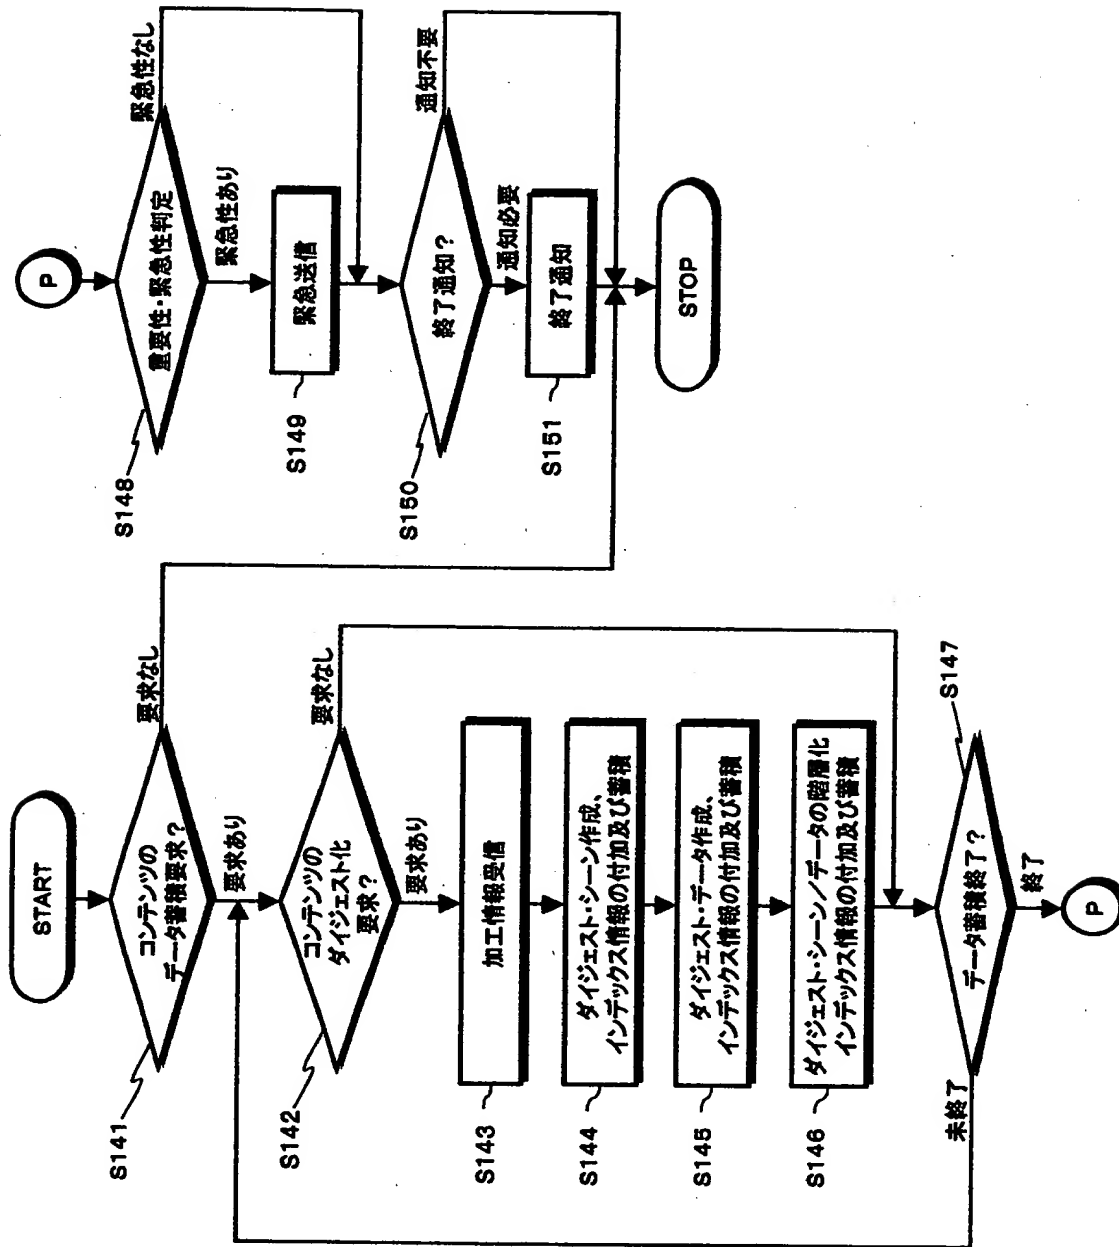 START
S141
コンテンツの
データ蓄積要求?
要求なし
要求あり
S142
コンテンツの
ダイジェスト化
要求?
要求なし
要求あり
S143
加工情報受信
S144
ダイジェスト・シーン作成、
インデックス情報の付加及び蓄積
S145
ダイジェスト・データ作成、
インデックス情報の付加及び蓄積
S146
ダイジェスト・シーン/データの階層化
インデックス情報の付加及び蓄積
S147
データ蓄積終了?
未終了
終了
P
P
S148
重要性・緊急性判定
緊急性なし
緊急性あり
S149
緊急送信
S150
終了通知?
通知不要
通知必要
S151
終了通知
STOP